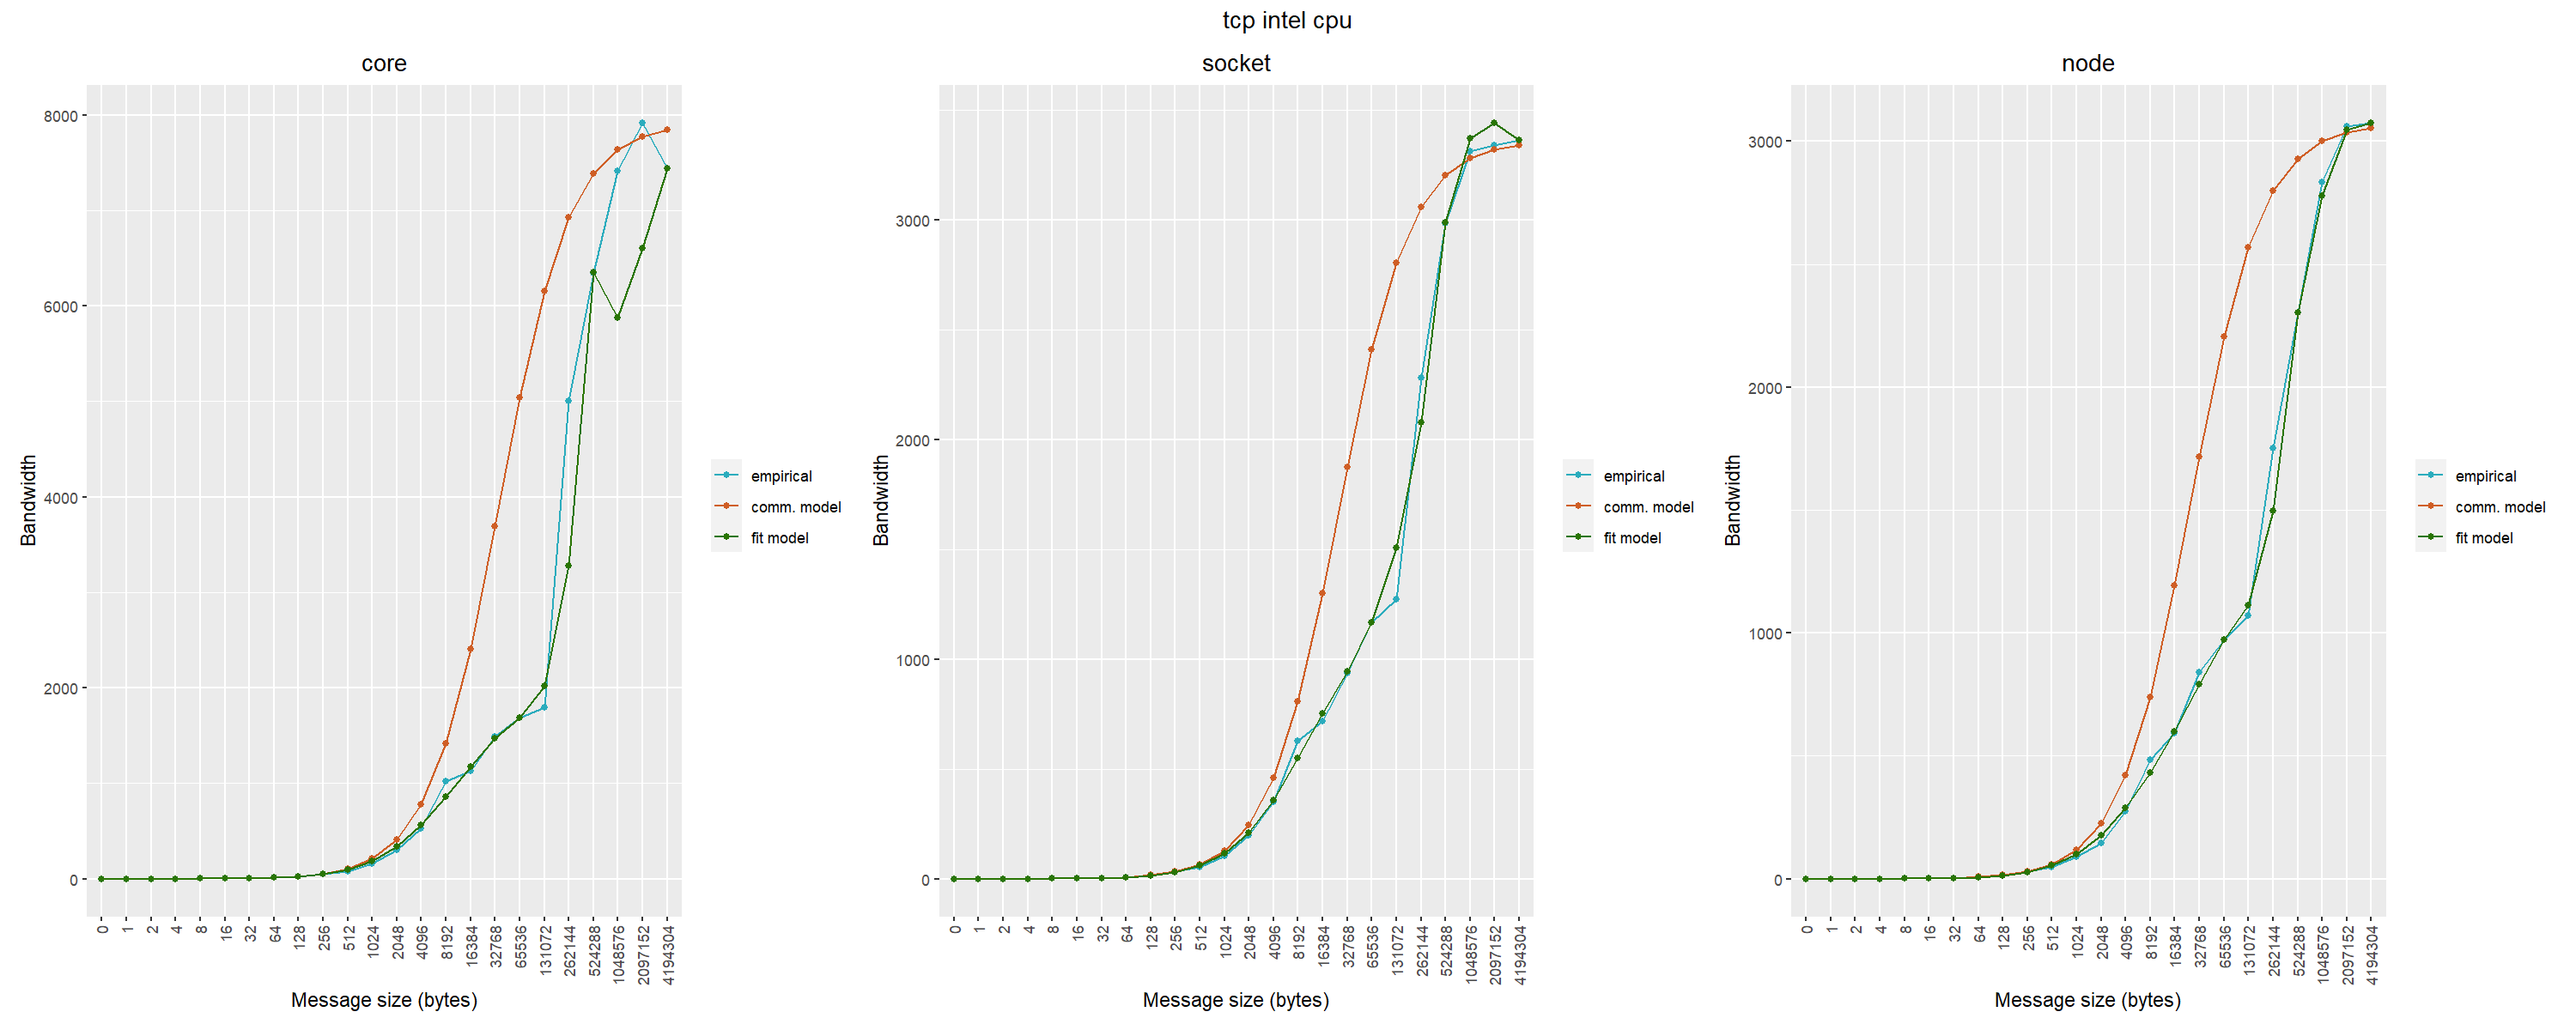 tcp intel cpu
core
8000
6000
4000
2000
0
Bandwidth
0 1 2 4 8 16 32 64 128 256 512 1024 2048 4096 8192 16384 32768 65536 131072 262144 524288 1048576 2097152 4194304
Message size (bytes)
empirical
comm. model
fit model
socket
3000
2000
1000
0
Bandwidth
0 1 2 4 8 16 32 64 128 256 512 1024 2048 4096 8192 16384 32768 65536 131072 262144 524288 1048576 2097152 4194304
Message size (bytes)
empirical
comm. model
fit model
node
3000
2000
1000
0
Bandwidth
0 1 2 4 8 16 32 64 128 256 512 1024 2048 4096 8192 16384 32768 65536 131072 262144 524288 1048576 2097152 4194304
Message size (bytes)
empirical
comm. model
fit model